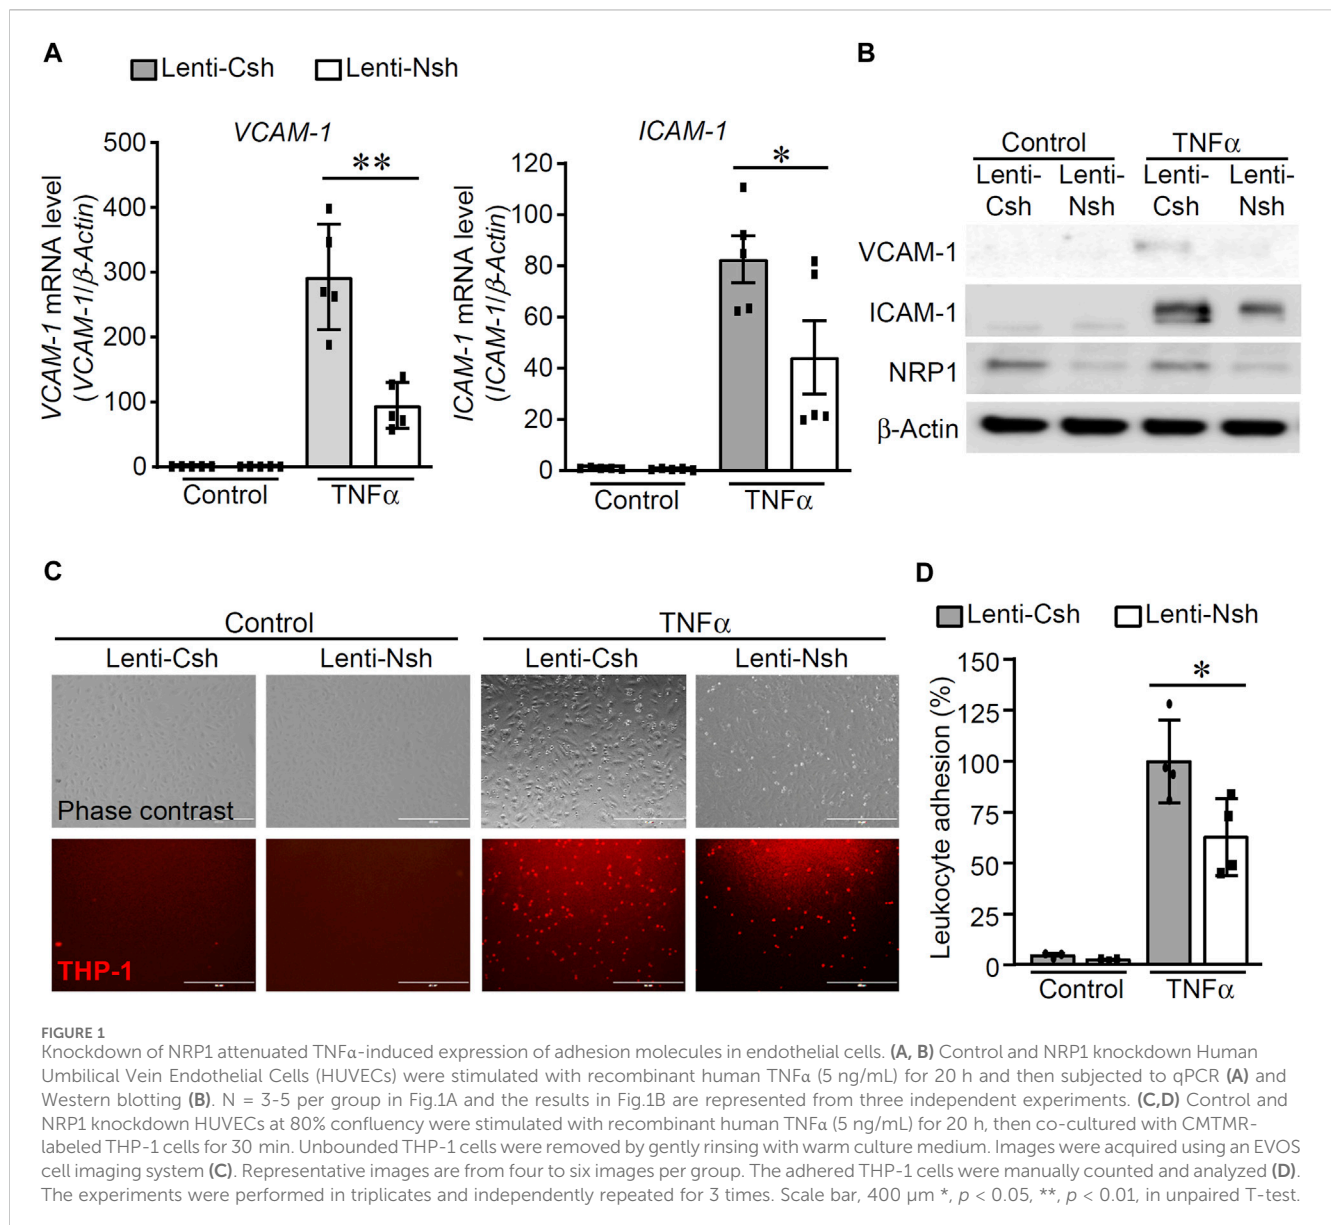 A
Lenti-Csh Lenti-Nsh
VCAM-1
VCAM-1 mRNA level
(VCAM-1/β-Actin)
500
400
300
200
100
0
**
Control TNFα
ICAM-1
ICAM-1 mRNA level
(ICAM-1/β-Actin)
120
100
80
60
40
20
0
*
Control TNFα
B
Control TNFα
Lenti- Lenti- Lenti- Lenti-
Csh Nsh Csh Nsh
VCAM-1
ICAM-1
NRP1
β-Actin
C
Control TNFα
Lenti-Csh Lenti-Nsh Lenti-Csh Lenti-Nsh
Phase contrast
THP-1
D
Lenti-Csh Lenti-Nsh
Leukocyte adhesion (%)
150
125
100
75
50
25
0
*
Control TNFα
FIGURE 1
Knockdown of NRP1 attenuated TNFα-induced expression of adhesion molecules in endothelial cells. (A, B) Control and NRP1 knockdown Human
Umbilical Vein Endothelial Cells (HUVECs) were stimulated with recombinant human TNFα (5 ng/mL) for 20 h and then subjected to qPCR (A) and
Western blotting (B). N = 3-5 per group in Fig.1A and the results in Fig.1B are represented from three independent experiments. (C,D) Control and
NRP1 knockdown HUVECs at 80% confluency were stimulated with recombinant human TNFα (5 ng/mL) for 20 h, then co-cultured with CMTMR-
labeled THP-1 cells for 30 min. Unbounded THP-1 cells were removed by gently rinsing with warm culture medium. Images were acquired using an EVOS
cell imaging system (C). Representative images are from four to six images per group. The adhered THP-1 cells were manually counted and analyzed (D).
The experiments were performed in triplicates and independently repeated for 3 times. Scale bar, 400 μm *, p < 0.05, **, p < 0.01, in unpaired T-test.